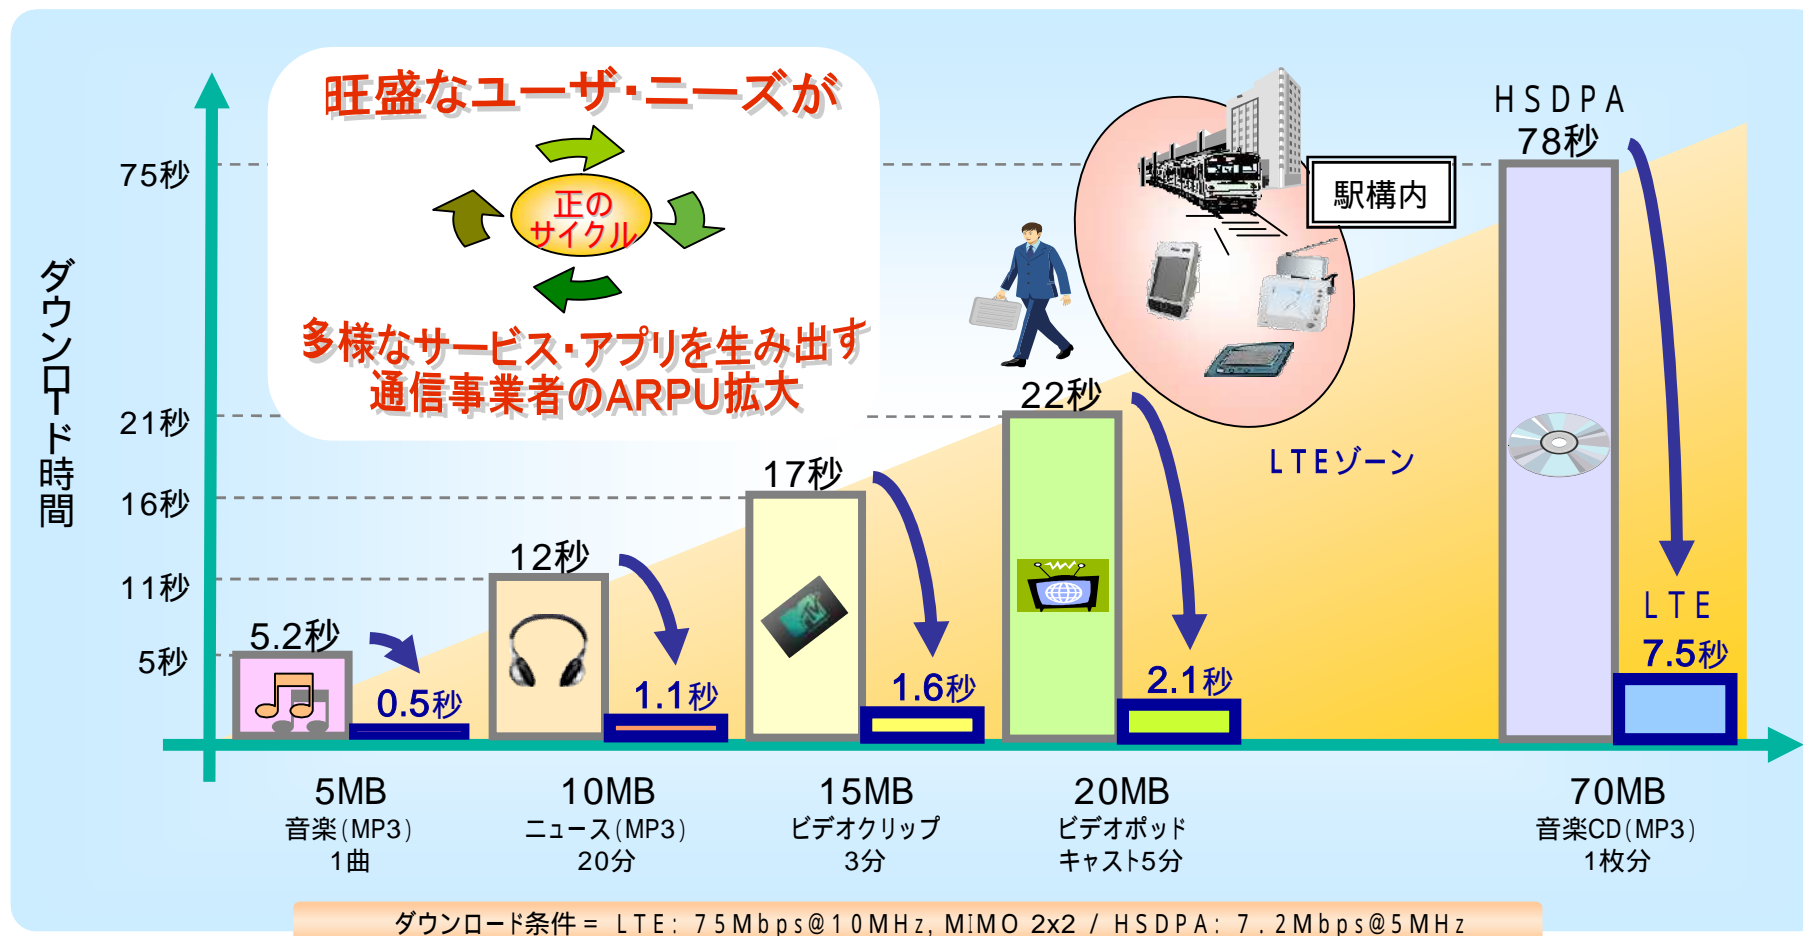 旺盛なユーザ・ニーズが
正の
サイクル
多様なサービス・アプリを生み出す
通信事業者のARPU拡大
駅構内
HSDPA
78秒
ダウンロード時間
75秒
21秒
16秒
11秒
5秒
5.2秒
0.5秒
12秒
1.1秒
17秒
1.6秒
22秒
2.1秒
LTEゾーン
LTE
7.5秒
5MB
音楽(MP3)
1曲
10MB
ニュース(MP3)
20分
15MB
ビデオクリップ
3分
20MB
ビデオポッド
キャスト5分
70MB
音楽CD(MP3)
1枚分
ダウンロード条件 = LTE: 75Mbps@10MHz, MIMO 2x2 / HSDPA: 7.2Mbps@5MHz